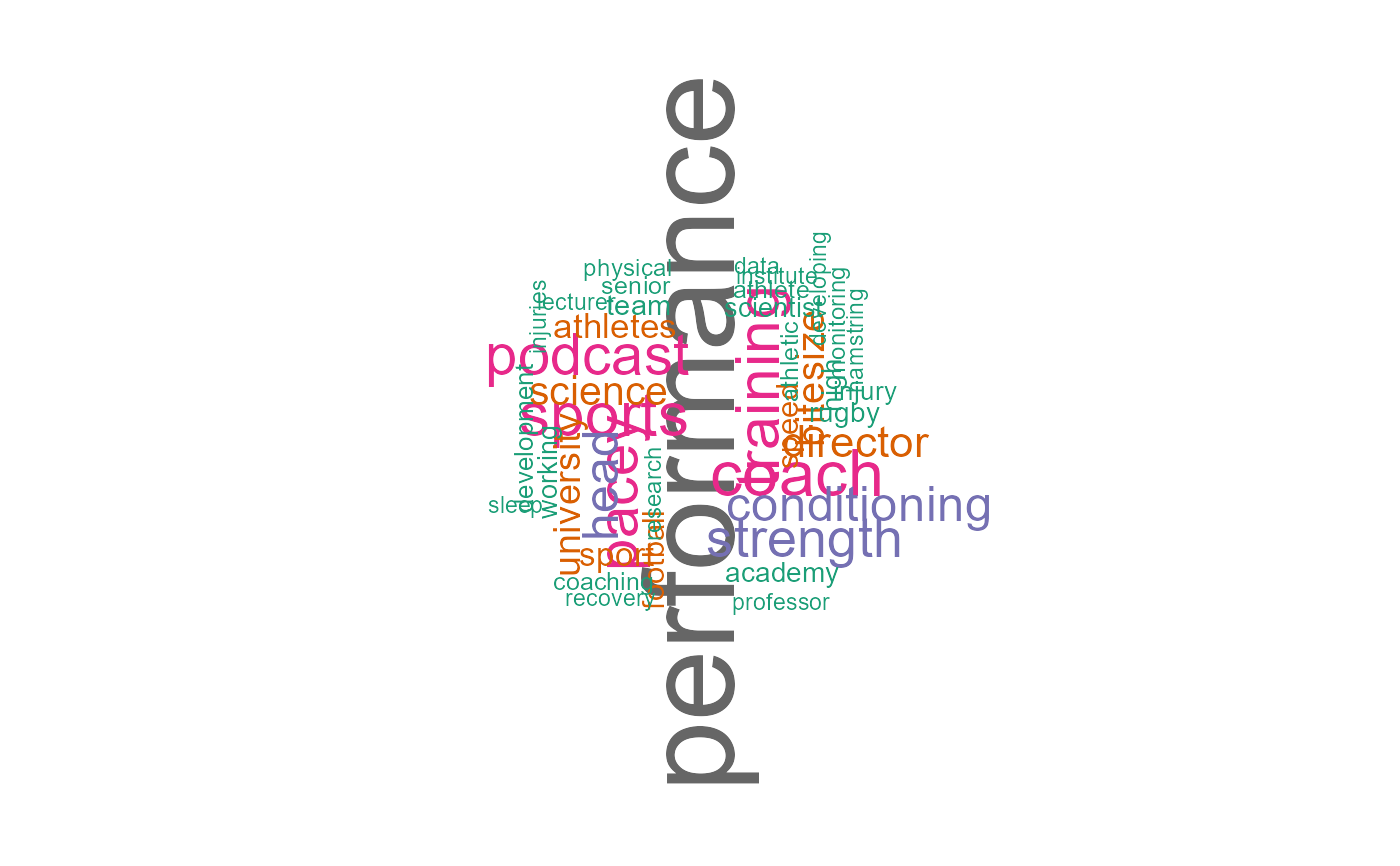 performance
physical
senior
lecturer
team
injuries
athletes
podcast
science
sports
development
working
university
head
pacey
research
sleep
sport
football
coaching
recovery
data
institute
athlete
scientist
training
developing
monitoring
hamstring
athletic
bitesize
high
injury
rugby
speed
director
coach
conditioning
strength
academy
professor